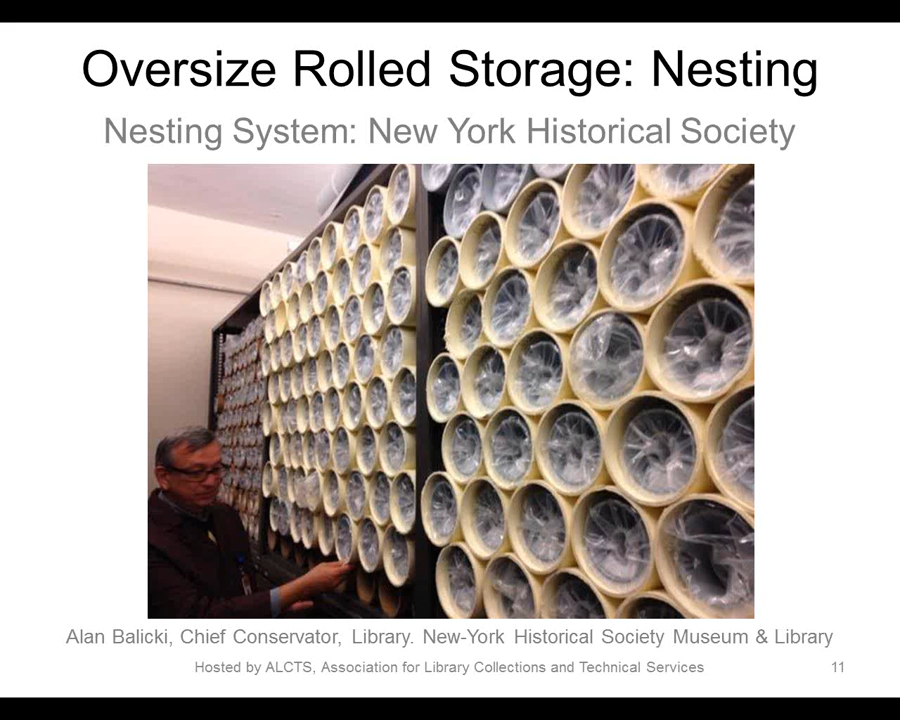 Oversize Rolled Storage: Nesting
Nesting System: New York Historical Society
Alan Balicki, Chief Conservator, Library. New-York Historical Society Museum & Library
Hosted by ALCTS, Association for Library Collections and Technical Services
11